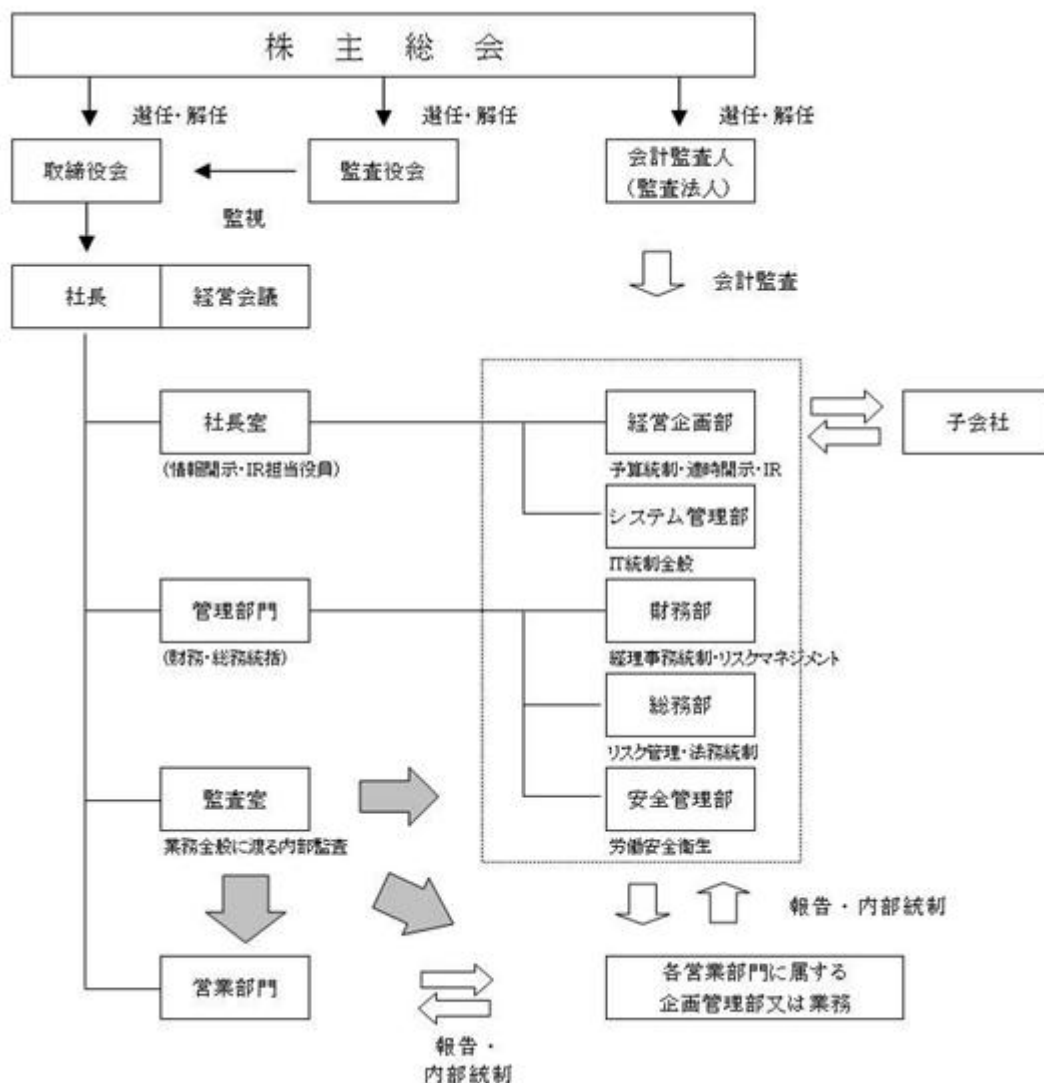 株主総会
選任・解任
選任・解任
選任・解任
取締役会
監査役会
会計監査人
(監査法人)
監視
会計監査
社長
経営会議
社長室
(情報開示・IR担当役員)
経営企画部
予算統制・適時開示・IR
子会社
システム管理部
IT統制全般
管理部門
(財務・総務統括)
財務部
経理事務統制・リスクマネジメント
総務部
リスク管理・法務統制
監査室
業務全般に渡る内部監査
安全管理部
労働安全衛生
報告・内部統制
営業部門
各営業部門に属する
企画管理部又は業務
報告・
内部統制